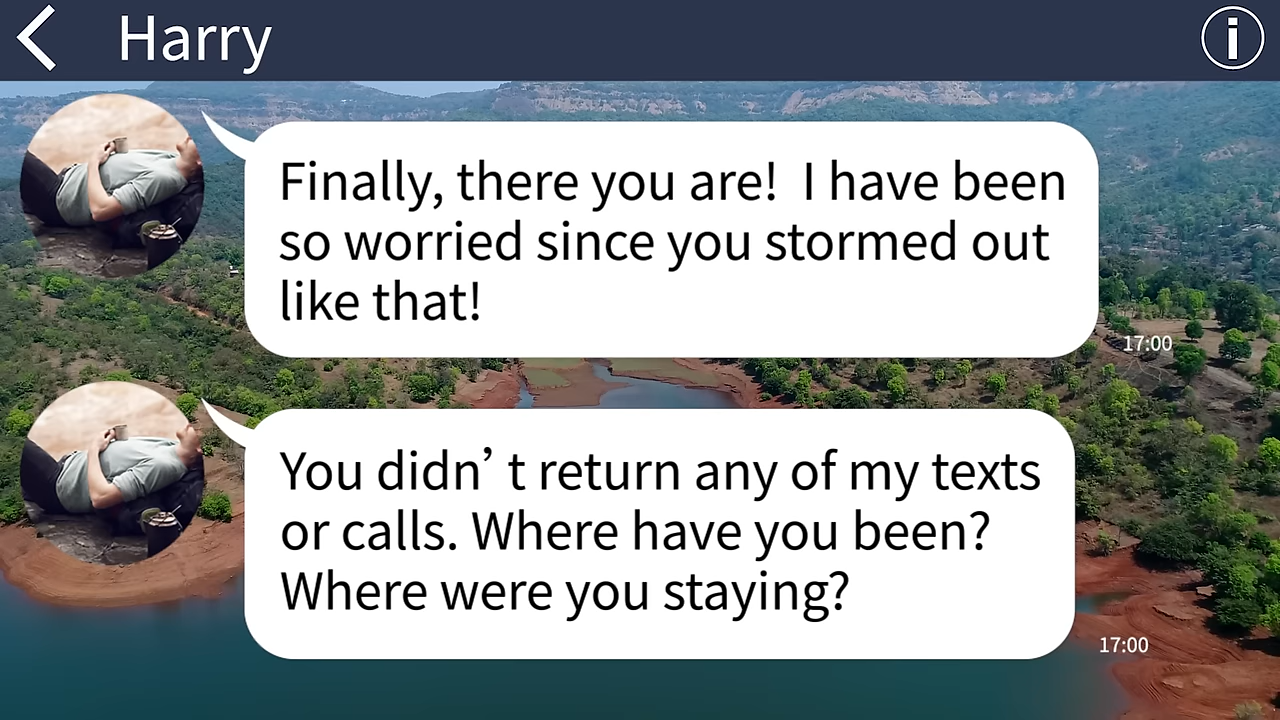 Harry
Finally, there you are!  I have been
so worried since you stormed out
like that!
17:00
You didn’ t return any of my texts
or calls. Where have you been?
Where were you staying?
17:00